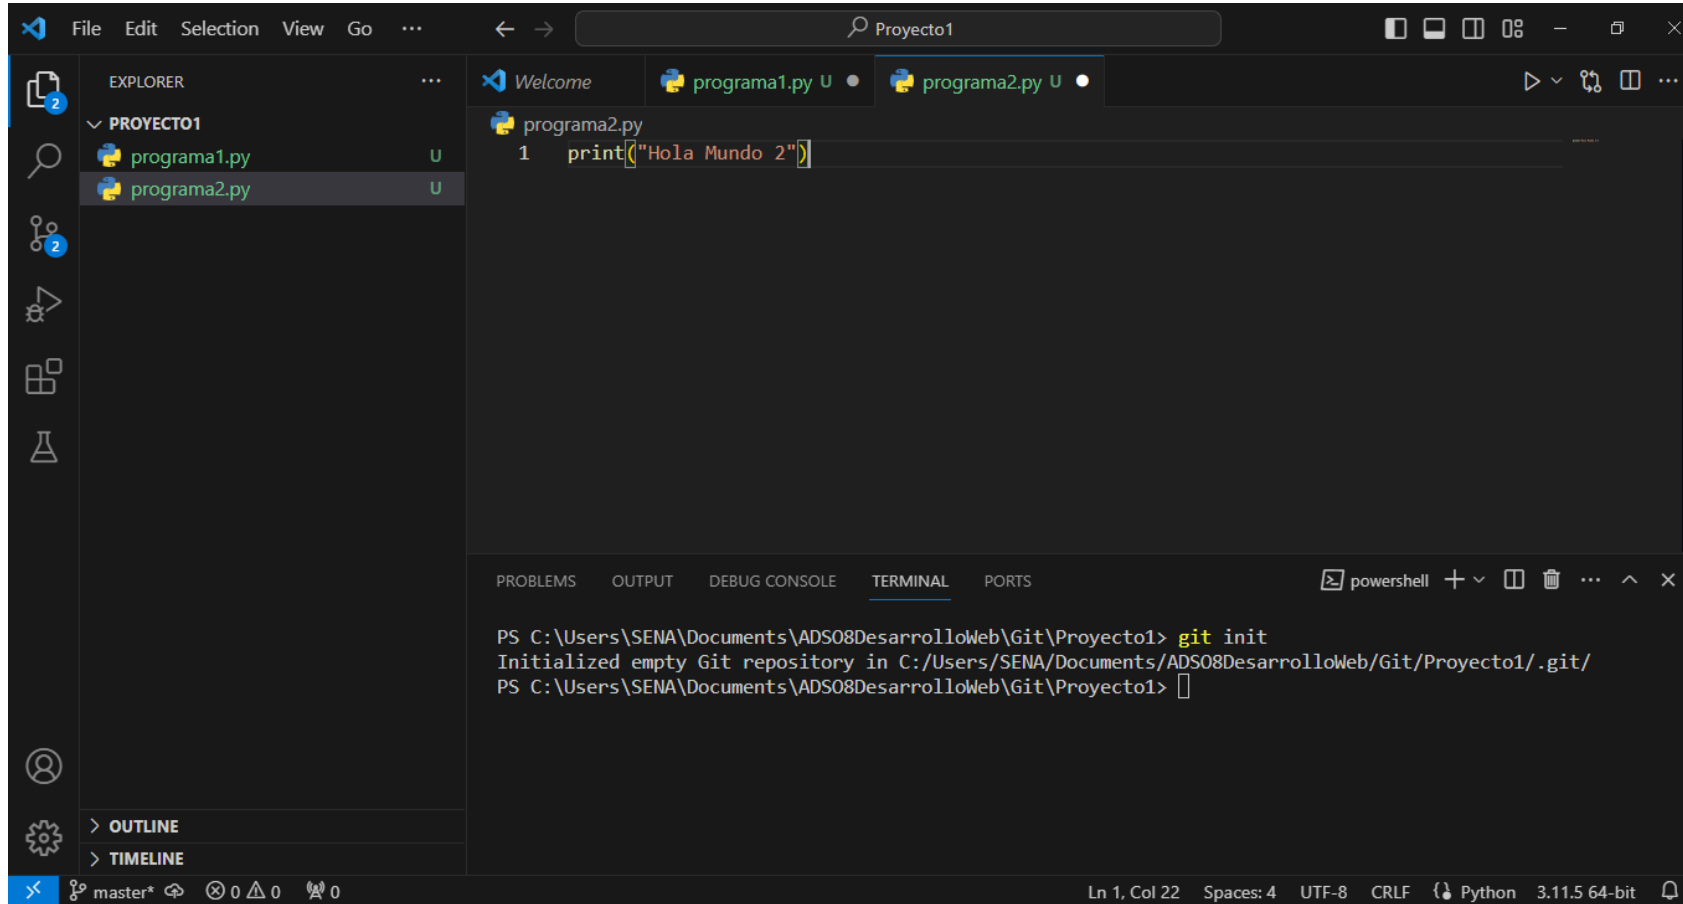 File Edit Selection View Go ··· Proyecto1
EXPLORER ···
PROYECTO1
programa1.py U
programa2.py U
Welcome programa1.py U programa2.py U
programa2.py
1 print("Hola Mundo 2")
2
2
PROBLEMS OUTPUT DEBUG CONSOLE TERMINAL PORTS powershell
PS C:\Users\SENA\Documents\ADSO8DesarrolloWeb\Git\Proyecto1> git init
Initialized empty Git repository in C:/Users/SENA/Documents/ADSO8DesarrolloWeb/Git/Proyecto1/.git/
PS C:\Users\SENA\Documents\ADSO8DesarrolloWeb\Git\Proyecto1>
OUTLINE
TIMELINE
master* 0 0 0 Ln 1, Col 22 Spaces: 4 UTF-8 CRLF Python 3.11.5 64-bit